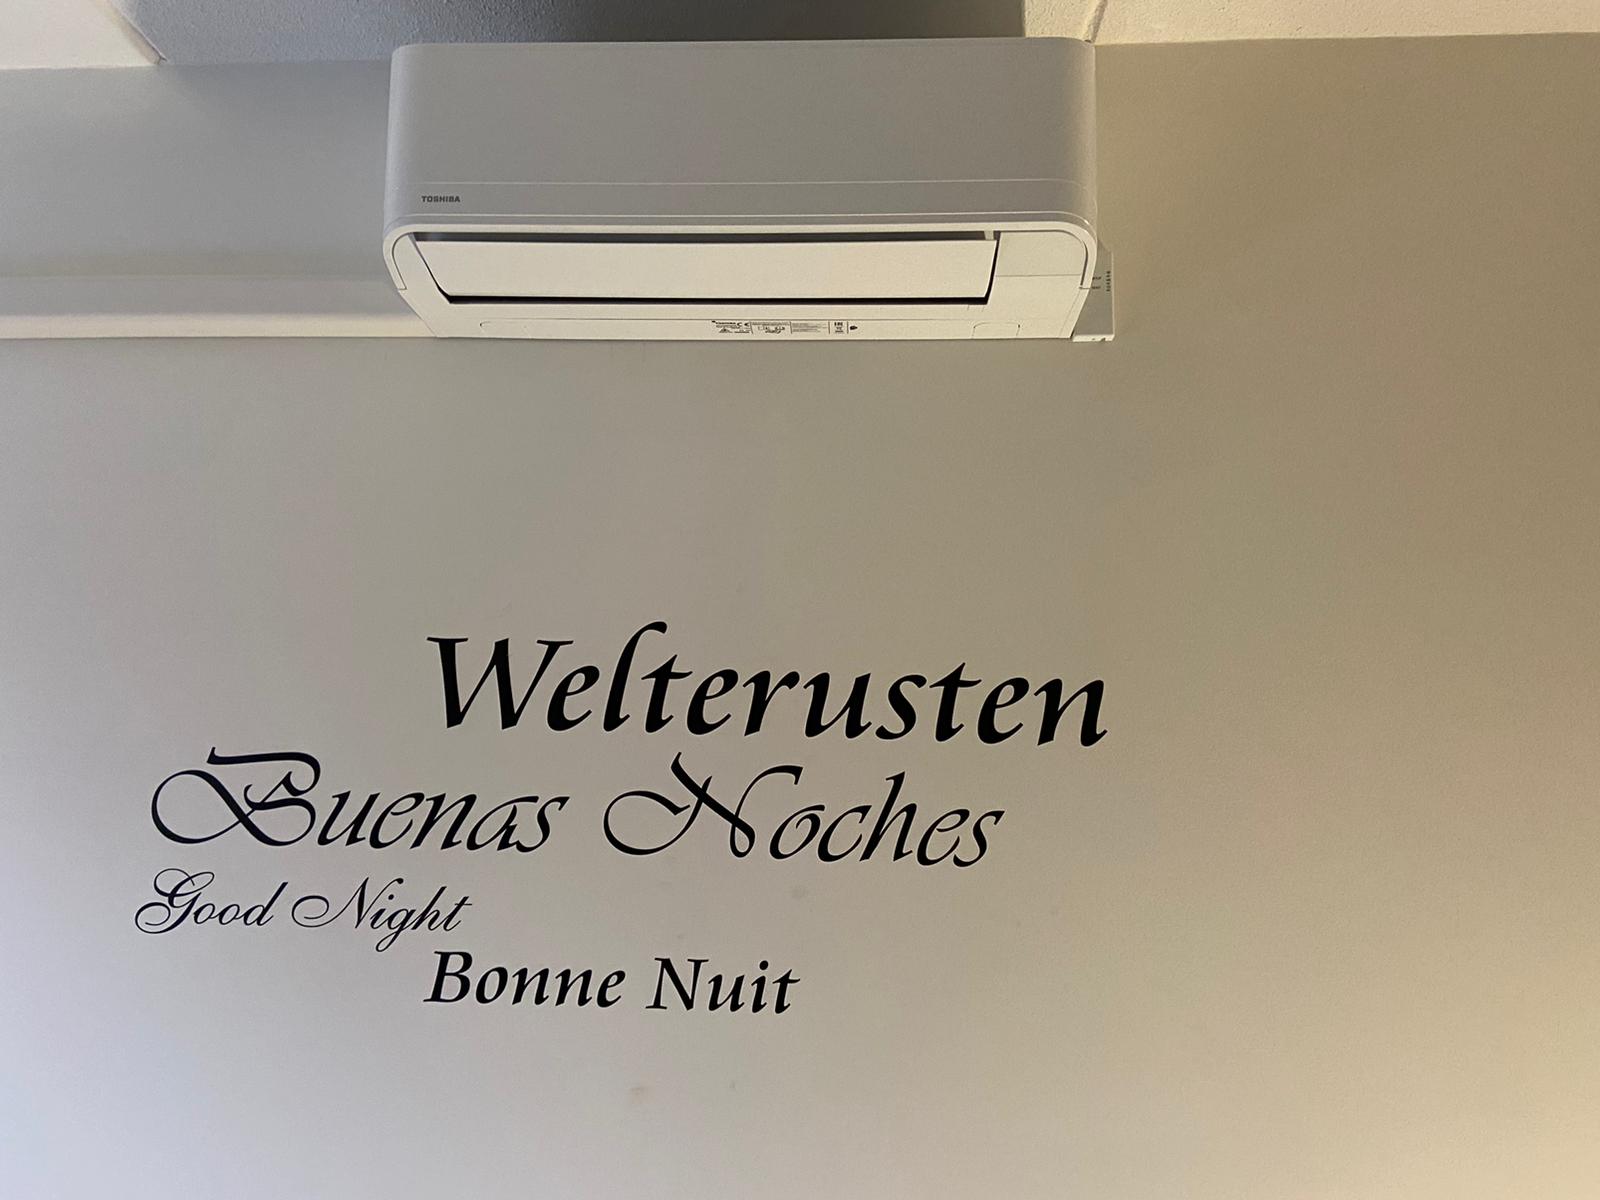 TOSHIBA
Welterusten
Buenas Noches
Good Night
Bonne Nuit